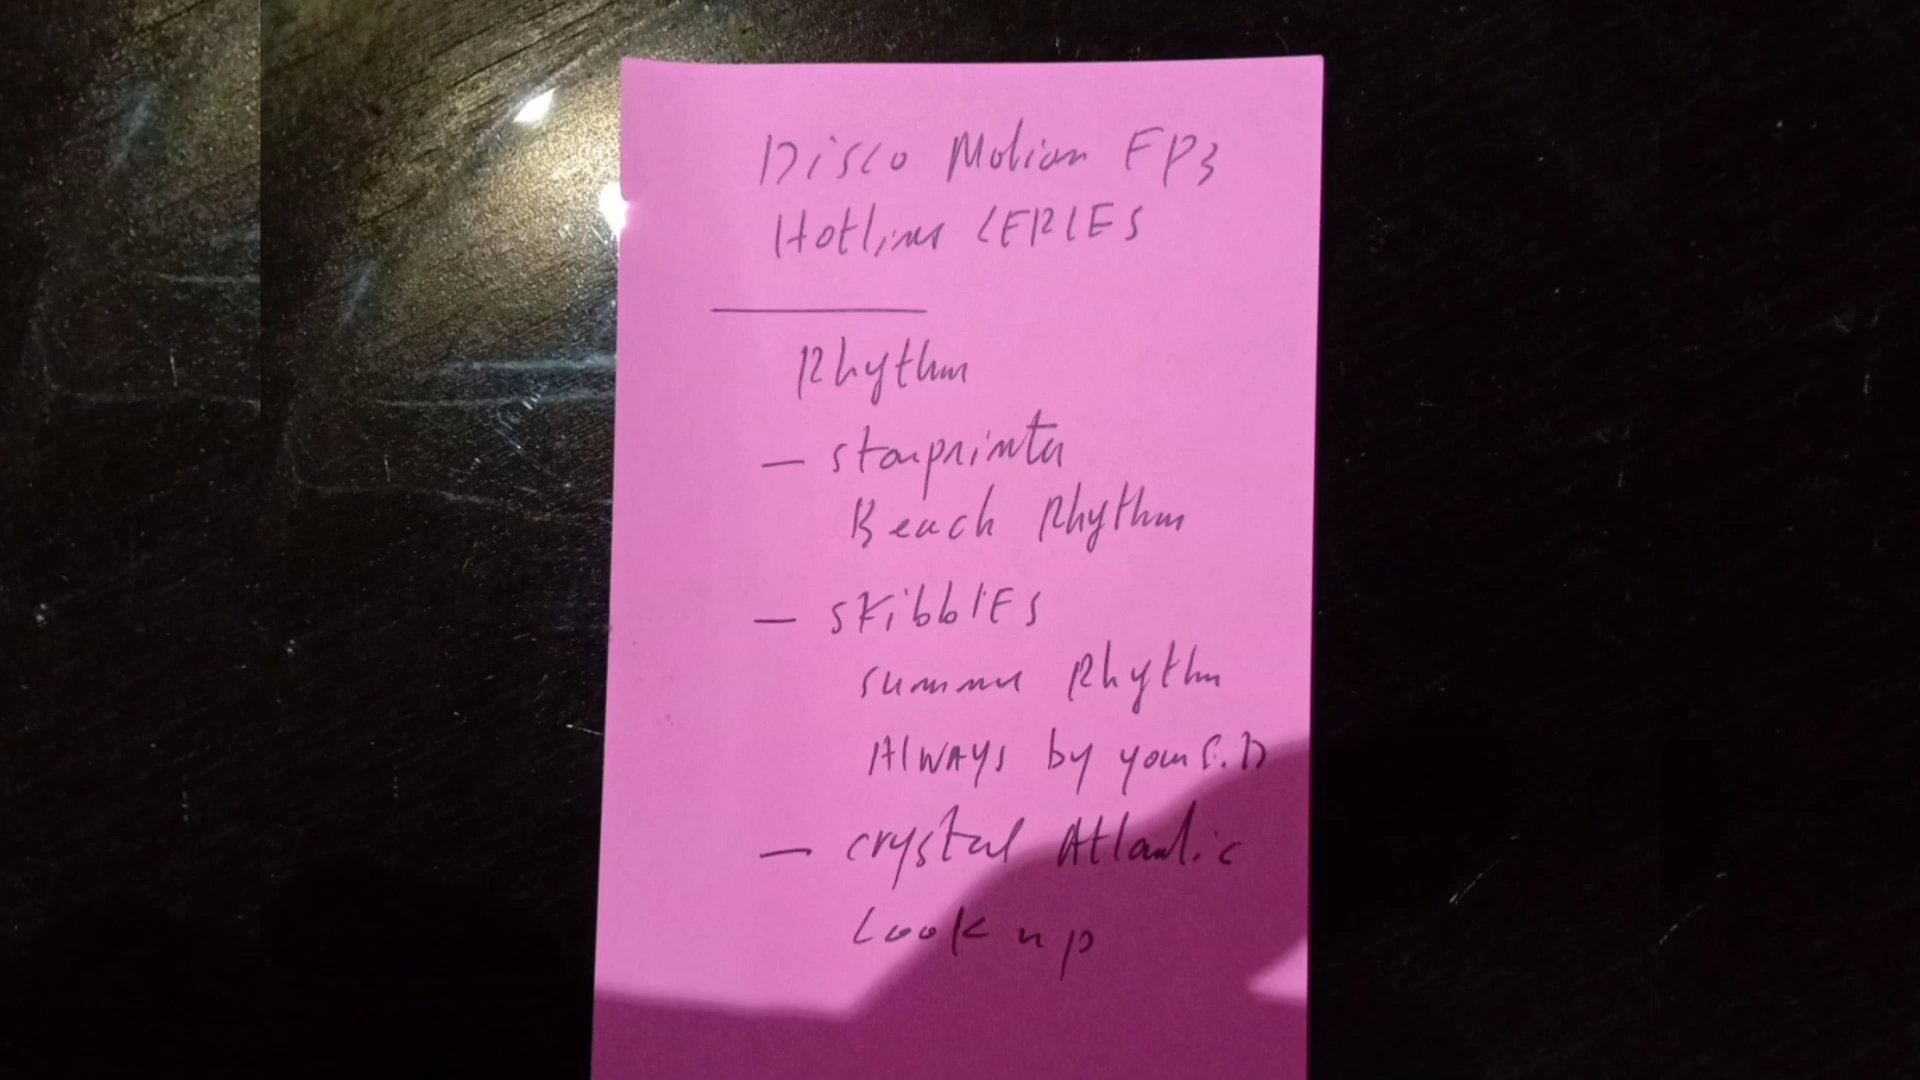 Disco Motion EP3
Hotline SERIES
Rhythm
— starprinter
Beach Rhythm
— skibblES
summer Rhythm
AlWAYS by your S.D
— crystal Atlantic
Look up